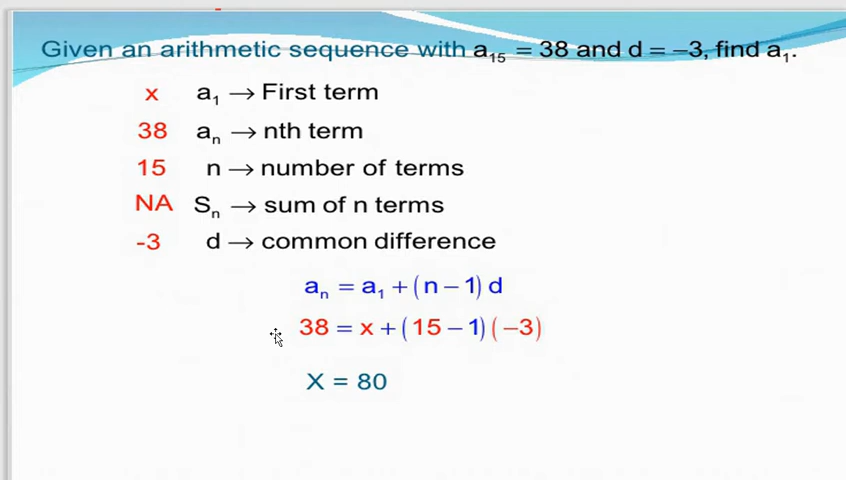 Given an arithmetic sequence with a₁₅ = 38 and d = −3, find a₁.
x a₁ → First term
38 aₙ → nth term
15 n → number of terms
NA Sₙ → sum of n terms
-3 d → common difference
aₙ = a₁ + (n − 1) d
38 = x + (15 − 1)(−3)
X = 80